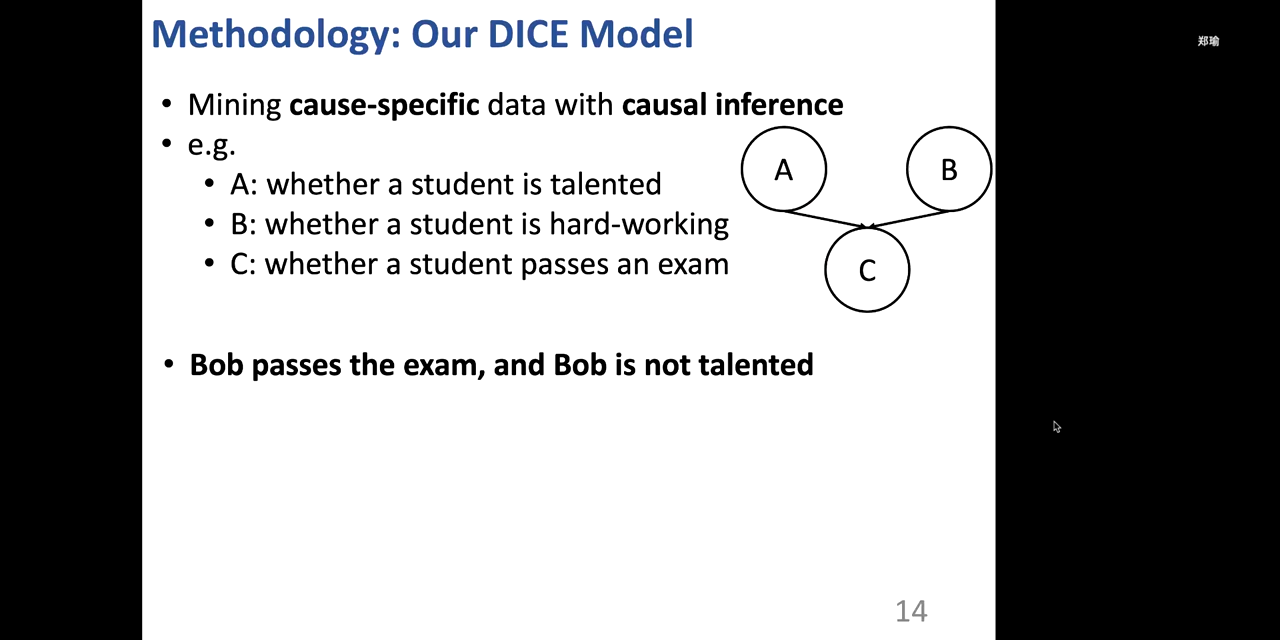 Methodology: Our DICE Model
郑瑜
• Mining cause-specific data with causal inference
• e.g.
• A: whether a student is talented
• B: whether a student is hard-working
• C: whether a student passes an exam
A
B
C
• Bob passes the exam, and Bob is not talented
14